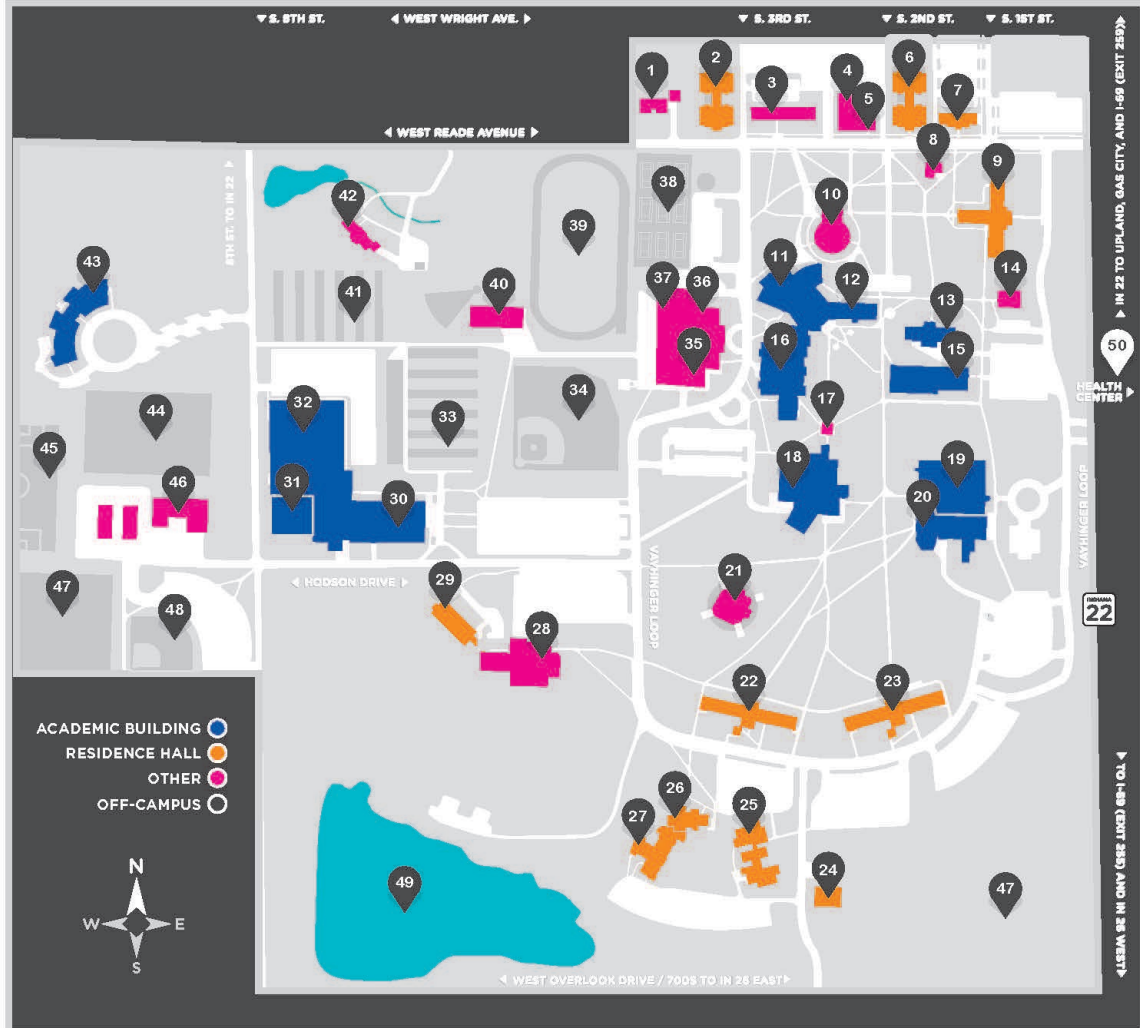 ▼ S. 8TH ST.
◄ WEST WRIGHT AVE. ►
▼ S. 3RD ST.
▼ S. 2ND ST.
▼ S. 1ST ST.
1
2
3
4
5
6
7
◄ WEST READE AVENUE ►
8
9
10
38
39
42
8TH ST. TO IN 22 ►
► IN 22 TO UPLAND, GAS CITY, AND I-69 (EXIT 259) ►
43
41
40
37
36
11
12
13
14
35
16
15
50
HEALTH
CENTER ►
44
32
33
34
17
45
46
31
30
18
19
20
VAYHINGER LOOP
VAYHINGER LOOP
◄ HODSON DRIVE ►
47
48
29
28
21
INDIANA
22
22
23
ACADEMIC BUILDING
RESIDENCE HALL
OTHER
OFF-CAMPUS
► TO I-69 (EXIT 255) AND IN 26 WEST ►
26
27
25
24
49
47
N
W
E
S
◄ WEST OVERLOOK DRIVE / 700S TO IN 26 EAST ►